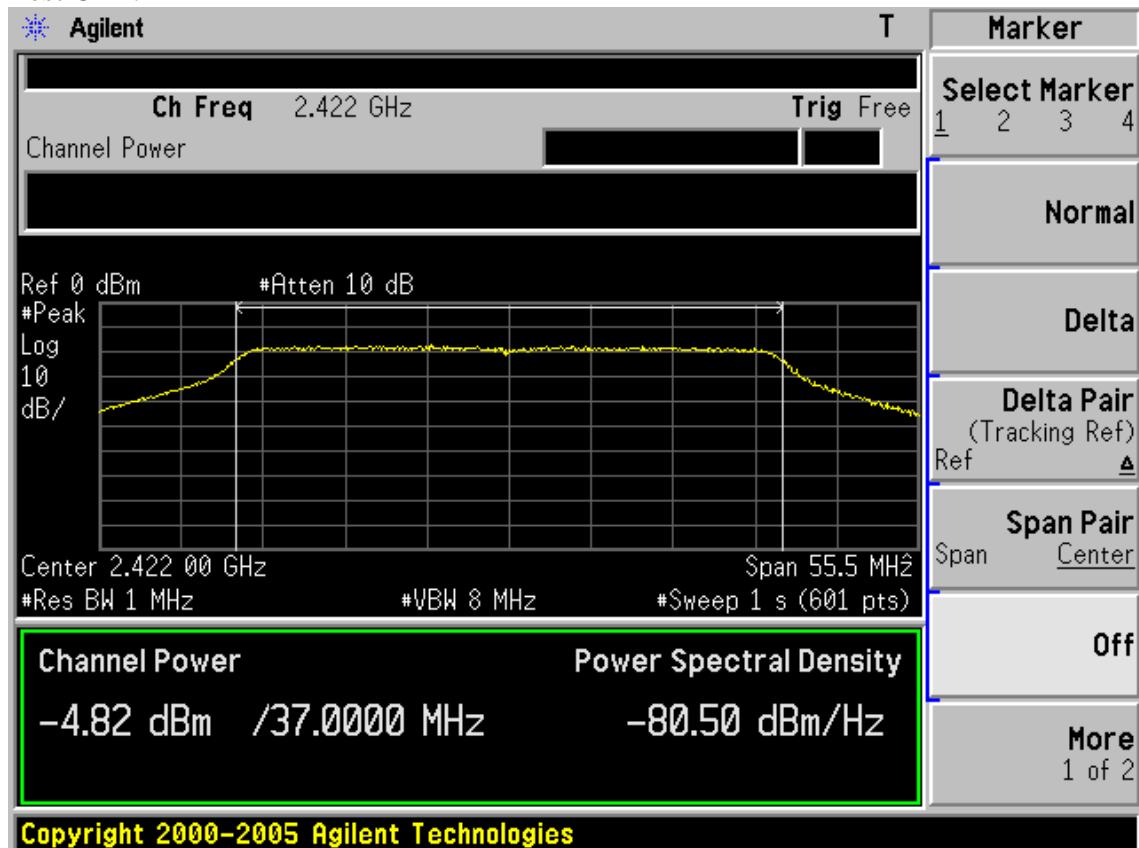 Agilent T
Ch Freq 2.422 GHz Trig Free
Channel Power
Ref 0 dBm #Atten 10 dB
#Peak
Log
10
dB/
Center 2.422 00 GHz Span 55.5 MHz
#Res BW 1 MHz #VBW 8 MHz #Sweep 1 s (601 pts)
Channel Power Power Spectral Density
-4.82 dBm /37.0000 MHz -80.50 dBm/Hz
Copyright 2000-2005 Agilent Technologies
Marker
Select Marker
1 2 3 4
Normal
Delta
Delta Pair
(Tracking Ref)
Ref Δ
Span Pair
Span Center
Off
More
1 of 2